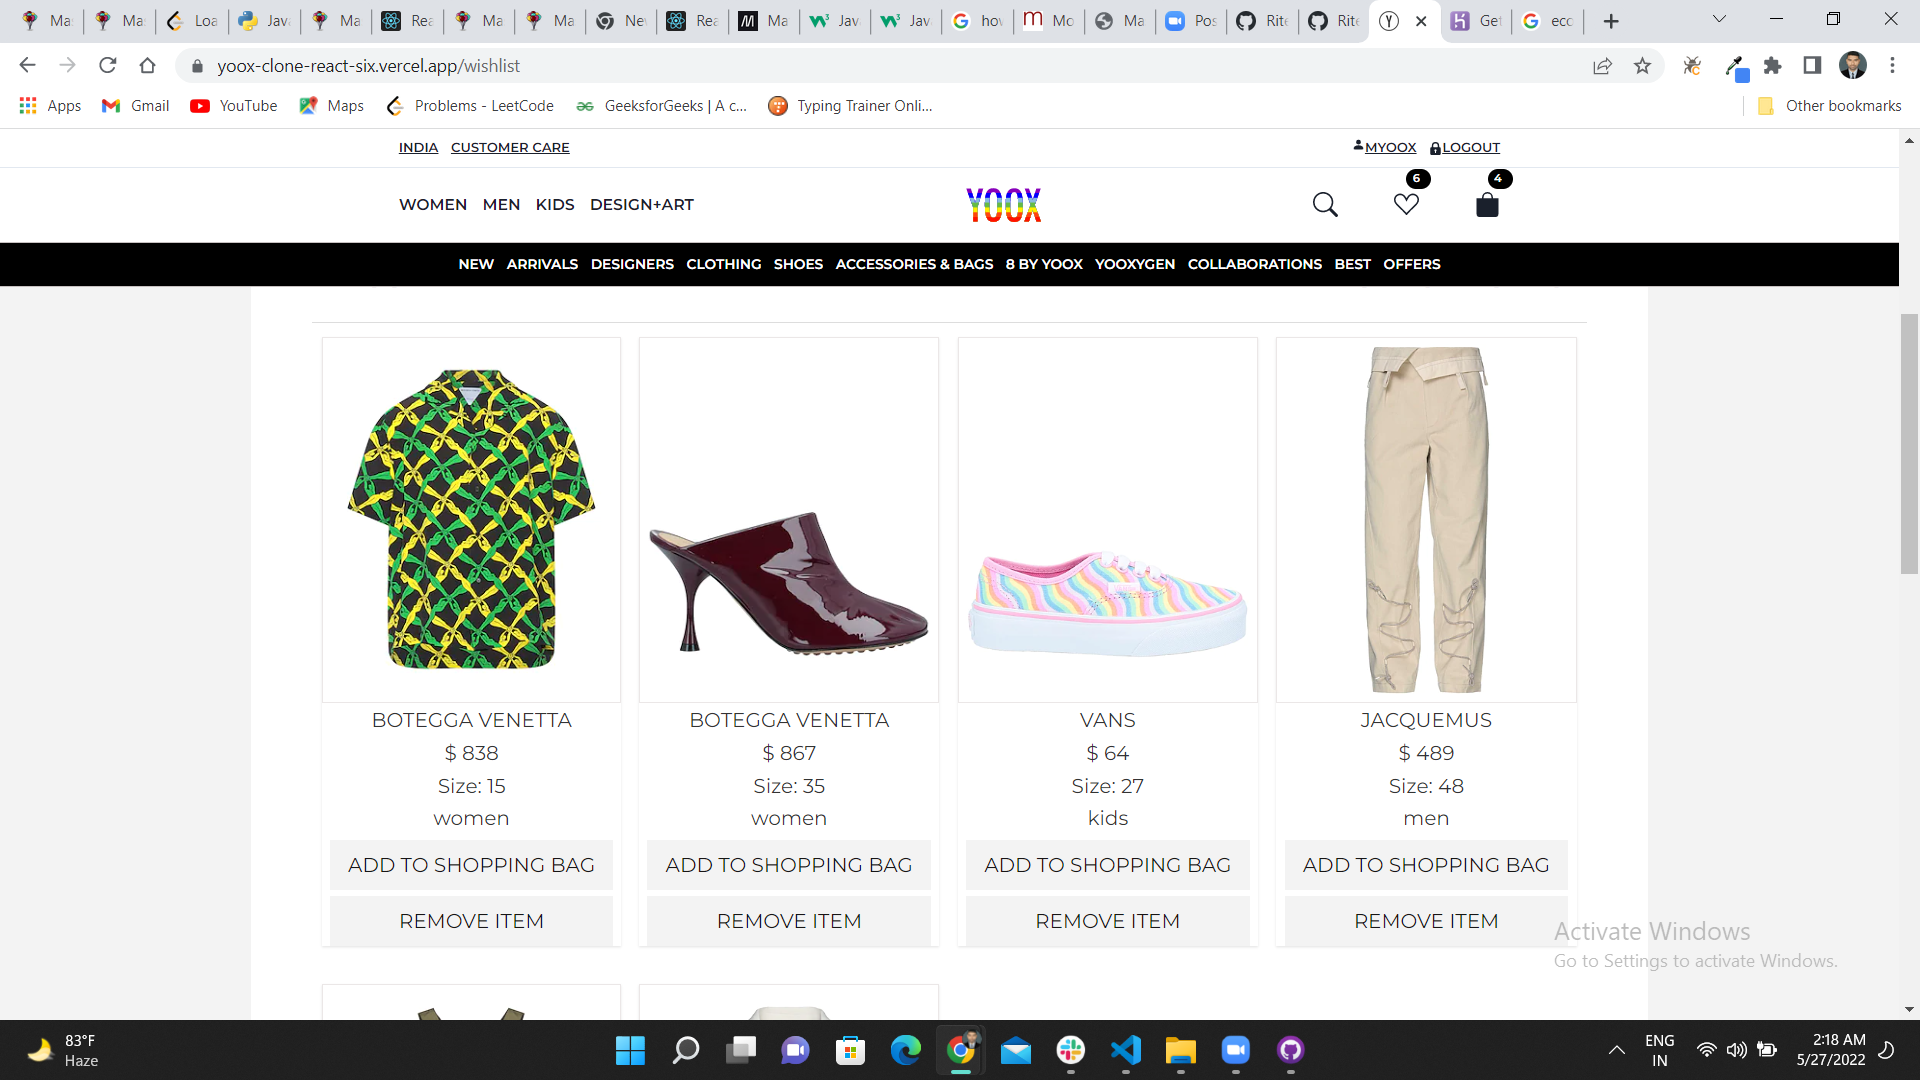 Ma
Ma
Loa
Java
Ma
Rea
Ma
Ma
Nev
Rea
Ma
Java
Java
how
Mo
Ma
Pos
Rite
Rite
Get
eco
yoox-clone-react-six.vercel.app/wishlist
Apps Gmail YouTube Maps Problems - LeetCode GeeksforGeeks | A c... Typing Trainer Onli... Other bookmarks
INDIA CUSTOMER CARE MYOOX LOGOUT
6 4
WOMEN MEN KIDS DESIGN+ART YOOX
NEW ARRIVALS DESIGNERS CLOTHING SHOES ACCESSORIES & BAGS 8 BY YOOX YOOXYGEN COLLABORATIONS BEST OFFERS
BOTEGGA VENETTA
$ 838
Size: 15
women
ADD TO SHOPPING BAG
REMOVE ITEM
BOTEGGA VENETTA
$ 867
Size: 35
women
ADD TO SHOPPING BAG
REMOVE ITEM
VANS
$ 64
Size: 27
kids
ADD TO SHOPPING BAG
REMOVE ITEM
JACQUEMUS
$ 489
Size: 48
men
ADD TO SHOPPING BAG
REMOVE ITEM
Activate Windows
Go to Settings to activate Windows.
83°F
Haze
ENG
IN
2:18 AM
5/27/2022